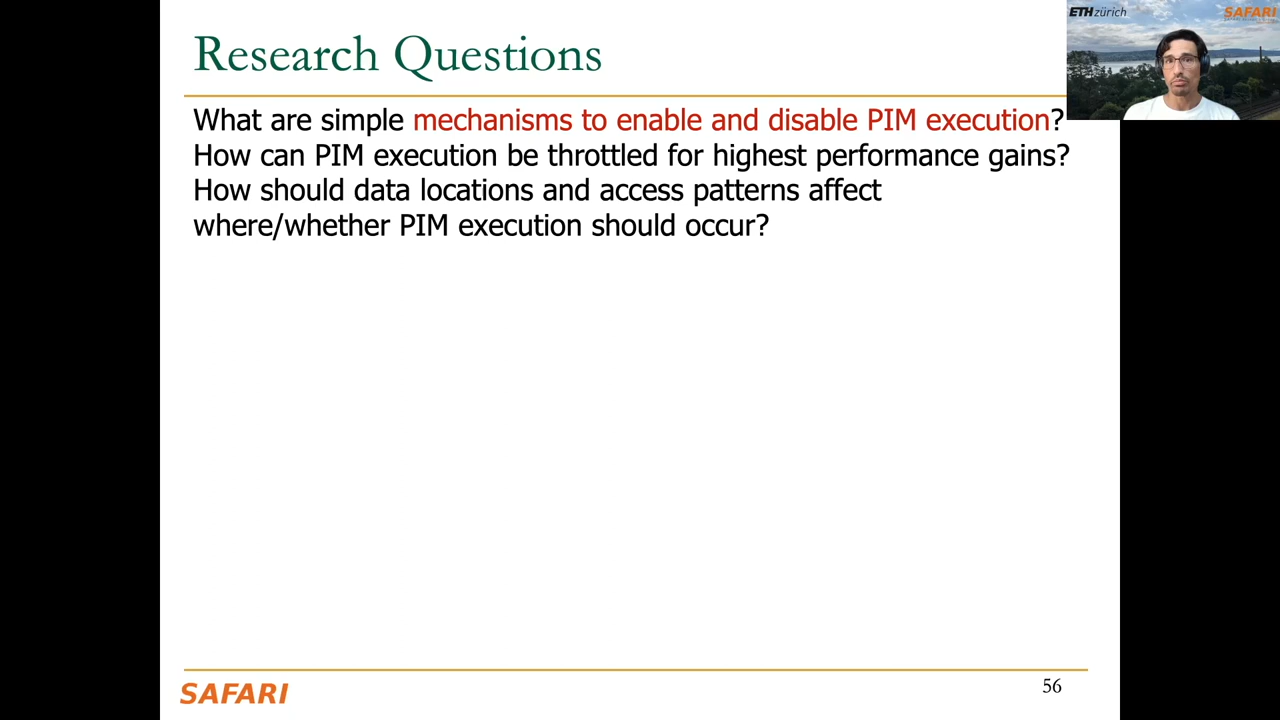 Research Questions
ETH zürich
SAFARI
What are simple mechanisms to enable and disable PIM execution?
How can PIM execution be throttled for highest performance gains?
How should data locations and access patterns affect
where/whether PIM execution should occur?
SAFARI
56